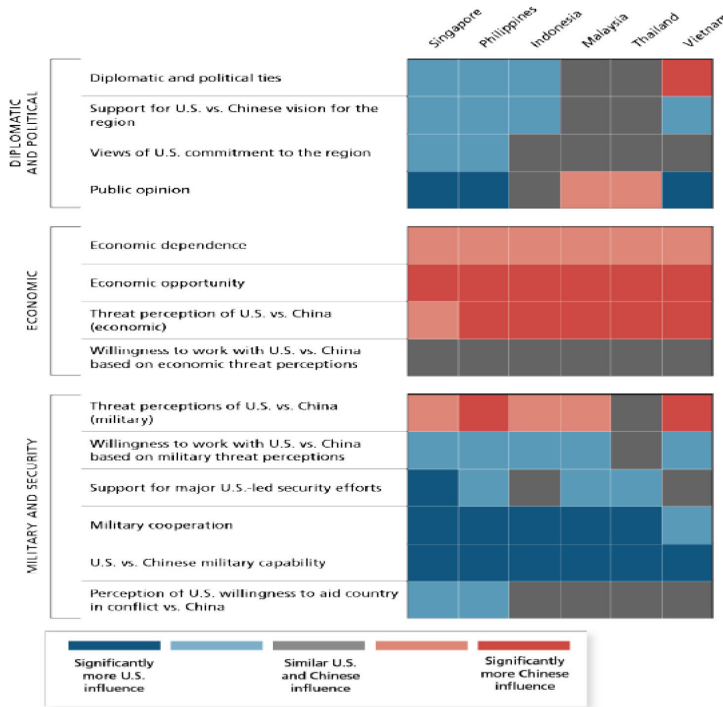 Singapore
Philippines
Indonesia
Malaysia
Thailand
Vietnam
DIPLOMATIC
AND POLITICAL
Diplomatic and political ties
Support for U.S. vs. Chinese vision for the
region
Views of U.S. commitment to the region
Public opinion
ECONOMIC
Economic dependence
Economic opportunity
Threat perception of U.S. vs. China
(economic)
Willingness to work with U.S. vs. China
based on economic threat perceptions
MILITARY AND SECURITY
Threat perceptions of U.S. vs. China
(military)
Willingness to work with U.S. vs. China
based on military threat perceptions
Support for major U.S.-led security efforts
Military cooperation
U.S. vs. Chinese military capability
Perception of U.S. willingness to aid country
in conflict vs. China
Significantly
more U.S.
influence
Similar U.S.
and Chinese
influence
Significantly
more Chinese
influence